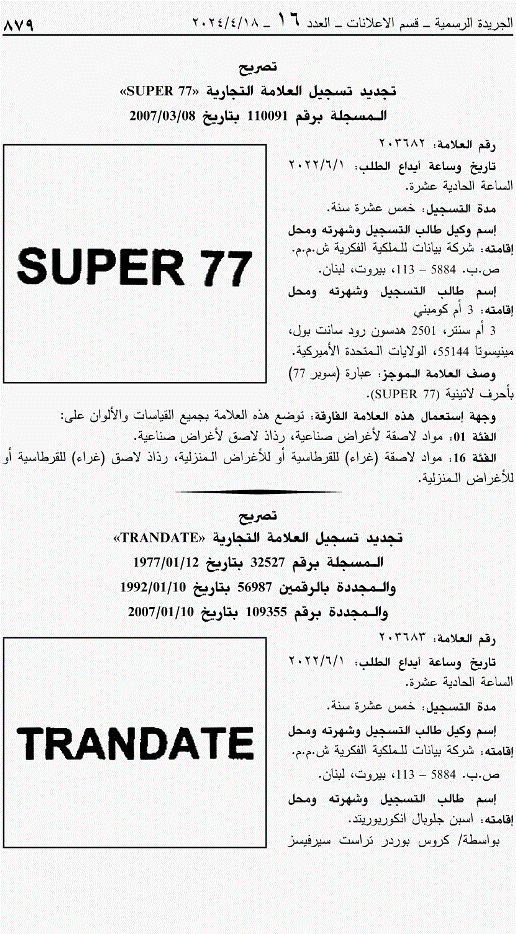 الجريدة الرسمية ــ قسم الاعلانات ــ العدد ١٦ ــ ٢٠٢٤/٤/١٨
٨٧٩
تصريح
تجديد تسجيل العلامة التجارية «SUPER 77»
المسجلة برقم 110091 بتاريخ 2007/03/08
رقم العلامة: ٢٠٣٦٨٢
تاريخ وساعة أيداع الطلب: ٢٠٢٢/٦/١
الساعة الحادية عشرة.
مدة التسجيل: خمس عشرة سنة.
إسم وكيل طالب التسجيل وشهرته ومحل
إقامته: شركة بيانات للملكية الفكرية ش.م.م.
ص.ب. 5884 – 113، بيروت، لبنان.
إسم طالب التسجيل وشهرته ومحل
إقامته: 3 أم كومبني
3 أم سنتر، 2501 هدسون رود سانت بول،
مينيسوتا 55144، الولايات المتحدة الأميركية.
وصف العلامة الموجز: عبارة (سوبر 77)
بأحرف لاتينية (SUPER 77).
SUPER 77
وجهة إستعمال هذه العلامة الفارقة: توضع هذه العلامة بجميع القياسات والألوان على:
الفئة 01: مواد لاصقة لأغراض صناعية، رذاذ لاصق لأغراض صناعية.
الفئة 16: مواد لاصقة (غراء) للقرطاسية أو للأغراض المنزلية، رذاذ لاصق (غراء) للقرطاسية أو
للأغراض المنزلية.
تصريح
تجديد تسجيل العلامة التجارية «TRANDATE»
المسجلة برقم 32527 بتاريخ 1977/01/12
والمجددة بالرقمين 56987 بتاريخ 1992/01/10
والمجددة برقم 109355 بتاريخ 2007/01/10
رقم العلامة: ٢٠٣٦٨٣
تاريخ وساعة أيداع الطلب: ٢٠٢٢/٦/١
الساعة الحادية عشرة.
مدة التسجيل: خمس عشرة سنة.
إسم وكيل طالب التسجيل وشهرته ومحل
إقامته: شركة بيانات للملكية الفكرية ش.م.م.
ص.ب. 5884 – 113، بيروت، لبنان.
إسم طالب التسجيل وشهرته ومحل
إقامته: اسبن جلوبال انكوربوريتد.
بواسطة/ كروس بوردر تراست سيرفيسز
TRANDATE